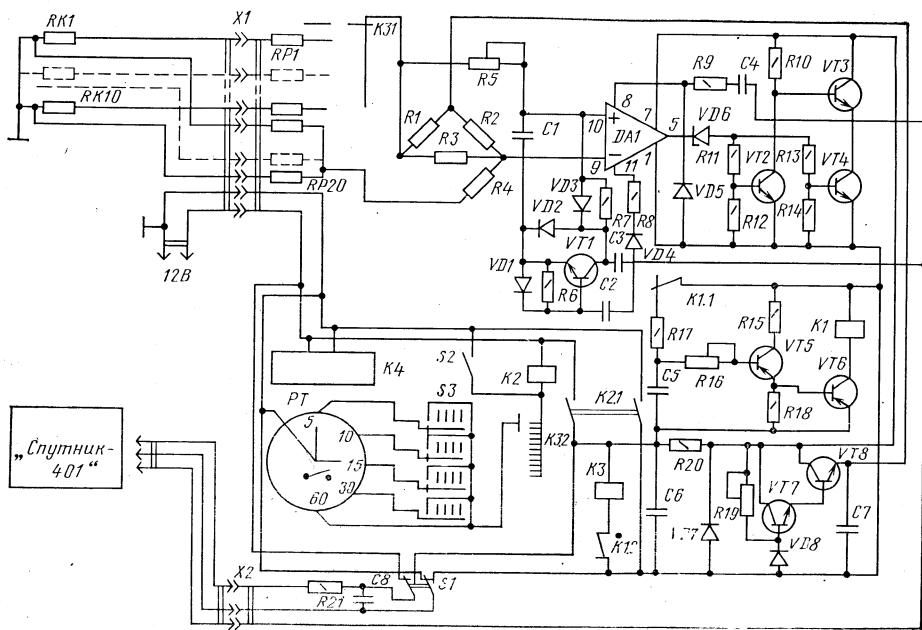 RK1
X1
RP1
K31
R5
RK10
RP20
12В
R1
R2
R3
R4
C1
10
9
8
7
DA1
11
5
1
R9
C4
R10
VT3
VD6
R11
VT2
R13
VT4
VD5
R12
R14
VD3
VD2
R7
R8
VT1
C3
VD4
VD1
R6
C2
K1.1
R17
R15
K1
VT5
VT6
C5
R16
R18
K4
S2
K2
K21
S3
K32
PT
5
10
15
30
60
„Спутник-
401“
K3
R20
C6
R19
VT7
VT8
VD8
C7
X2
R21
C8
S1